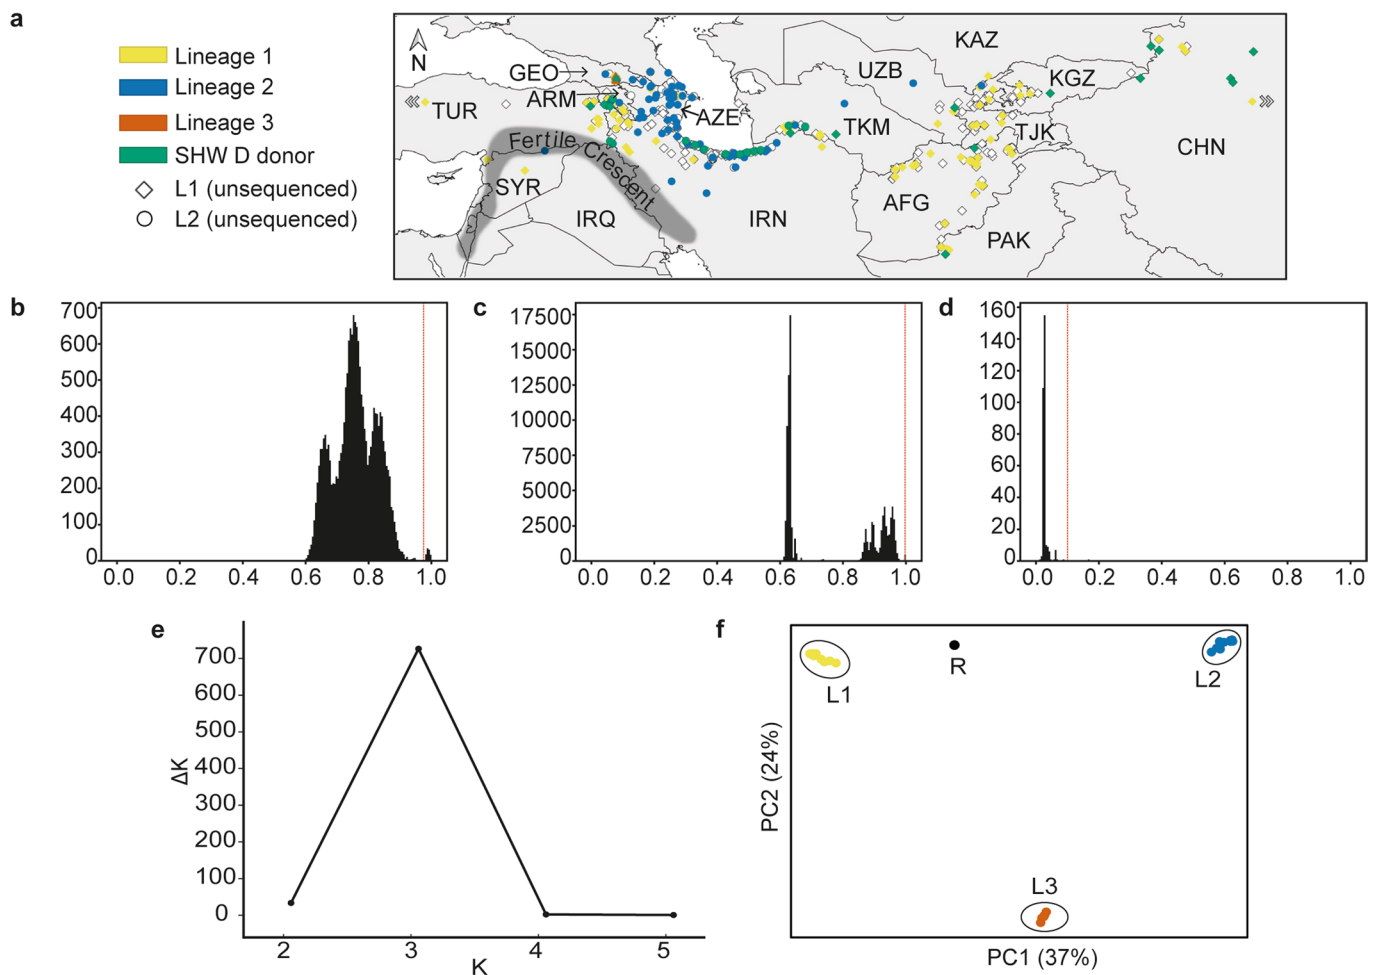 a
Lineage 1
Lineage 2
Lineage 3
SHW D donor
L1 (unsequenced)
L2 (unsequenced)
N
GEO
ARM
TUR
AZE
Fertile Crescent
SYR
IRQ
IRN
KAZ
UZB
KGZ
TKM
TJK
CHN
AFG
PAK
b
700
600
500
400
300
200
100
0
0.0 0.2 0.4 0.6 0.8 1.0
c
17500
15000
12500
10000
7500
5000
2500
0
0.0 0.2 0.4 0.6 0.8 1.0
d
160
140
120
100
80
60
40
20
0
0.0 0.2 0.4 0.6 0.8 1.0
e
ΔK
700
600
500
400
300
200
100
0
2 3 4 5
K
f
PC2 (24%)
L1
R
L2
L3
PC1 (37%)